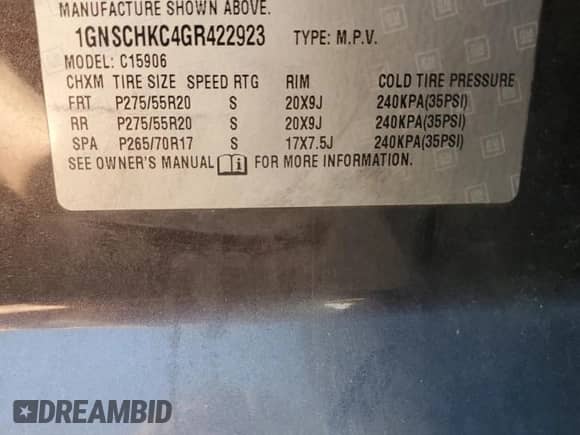 MANUFACTURE SHOWN ABOVE.
1GNSCHKC4GR422923 TYPE: M.P.V.
MODEL: C15906
CHXM TIRE SIZE SPEED RTG RIM COLD TIRE PRESSURE
FRT P275/55R20 S 20X9J 240KPA(35PSI)
RR P275/55R20 S 20X9J 240KPA(35PSI)
SPA P265/70R17 S 17X7.5J 240KPA(35PSI)
SEE OWNER'S MANUAL i FOR MORE INFORMATION.
DREAMBID